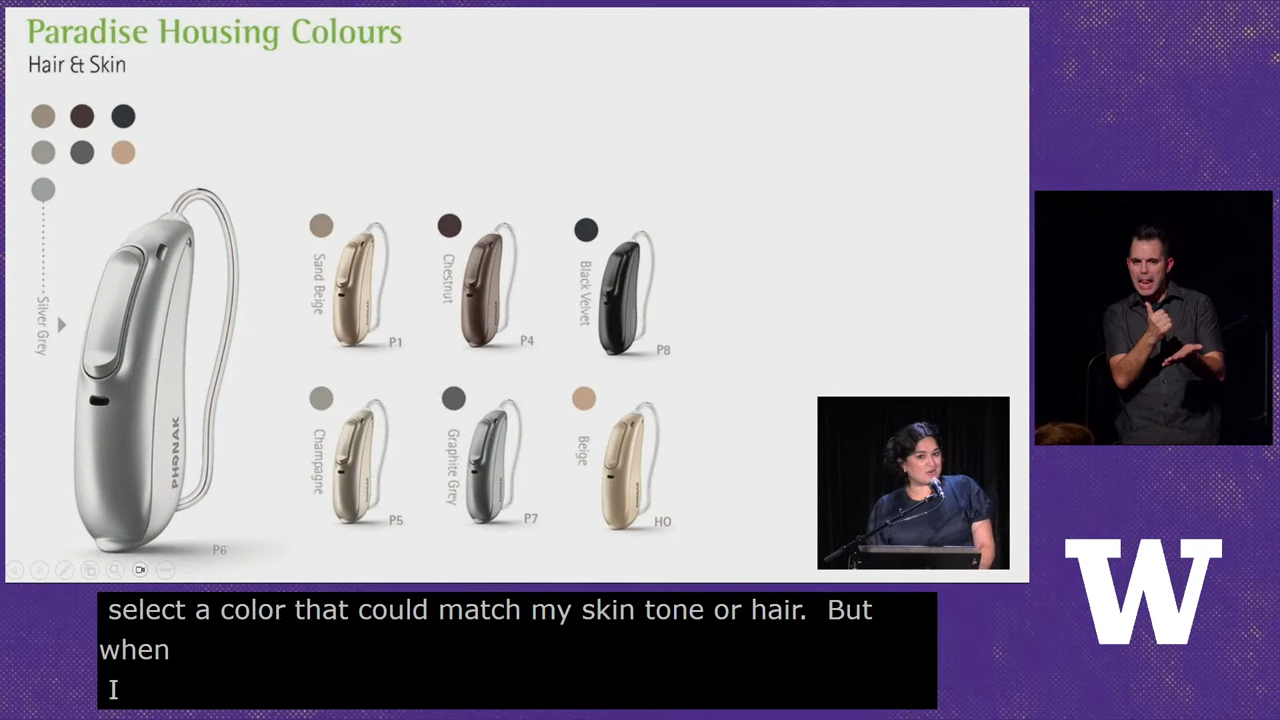 Paradise Housing Colours
Hair & Skin
Silver Grey
PHONAK
P6
Sand Beige
P1
Chestnut
P4
Black Velvet
P8
Champagne
P5
Graphite Grey
P7
Beige
H0
W
select a color that could match my skin tone or hair.  But
when
I